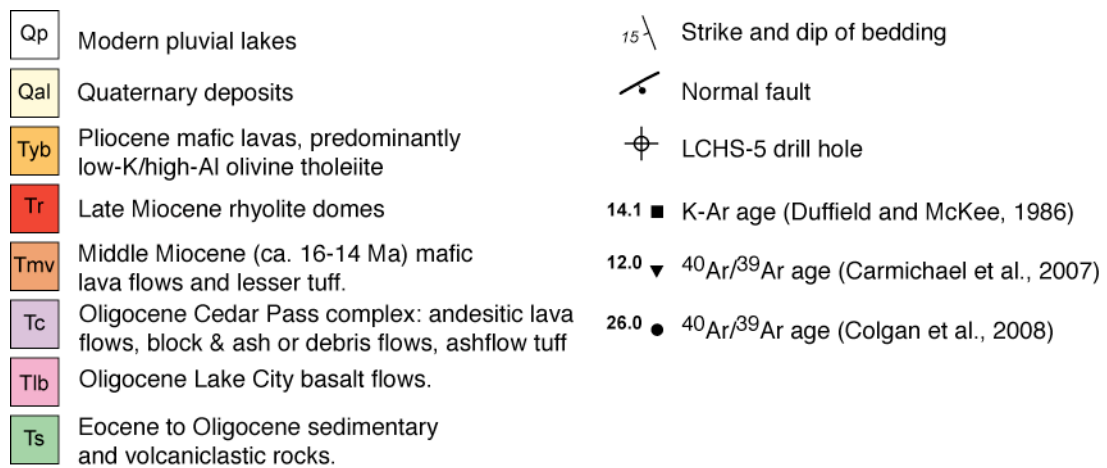 Qp Modern pluvial lakes
Qal Quaternary deposits
Tyb Pliocene mafic lavas, predominantly
low-K/high-Al olivine tholeiite
Tr Late Miocene rhyolite domes
Tmv Middle Miocene (ca. 16-14 Ma) mafic
lava flows and lesser tuff.
Tc Oligocene Cedar Pass complex: andesitic lava
flows, block & ash or debris flows, ashflow tuff
Tlb Oligocene Lake City basalt flows.
Ts Eocene to Oligocene sedimentary
and volcaniclastic rocks.
15 Strike and dip of bedding
Normal fault
LCHS-5 drill hole
14.1 K-Ar age (Duffield and McKee, 1986)
12.0 ⁴⁰Ar/³⁹Ar age (Carmichael et al., 2007)
26.0 ⁴⁰Ar/³⁹Ar age (Colgan et al., 2008)